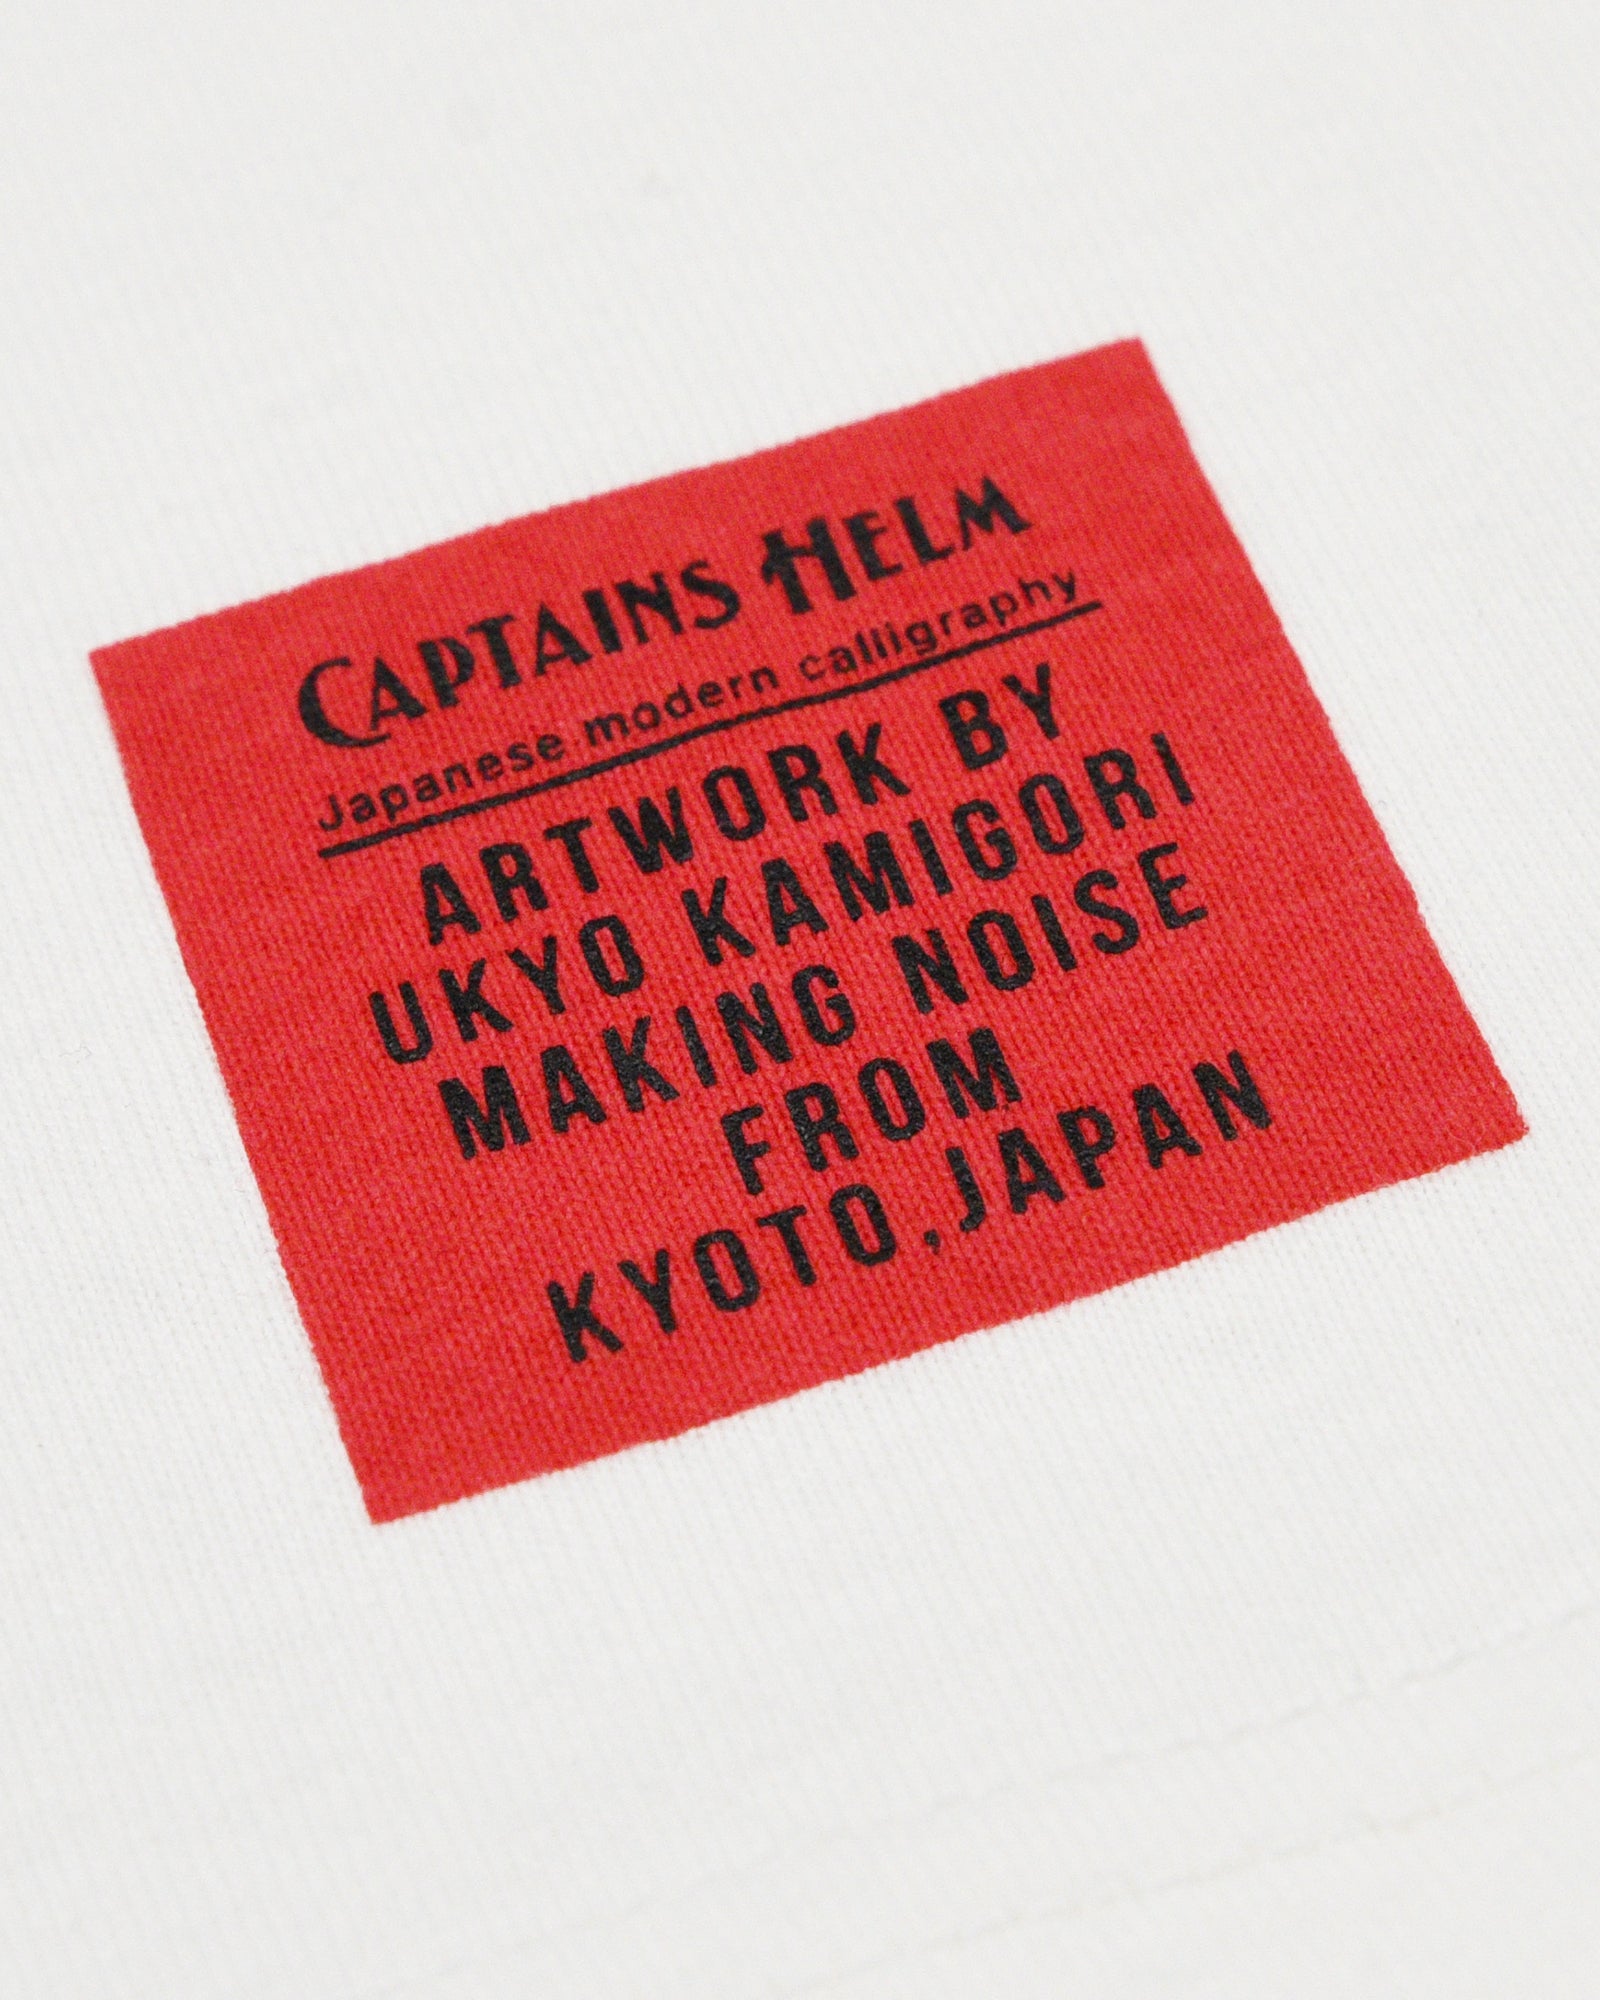 CAPTAINS HELM
Japanese modern calligraphy
ARTWORK BY
UKYO KAMIGORI
MAKING NOISE
FROM
KYOTO,JAPAN